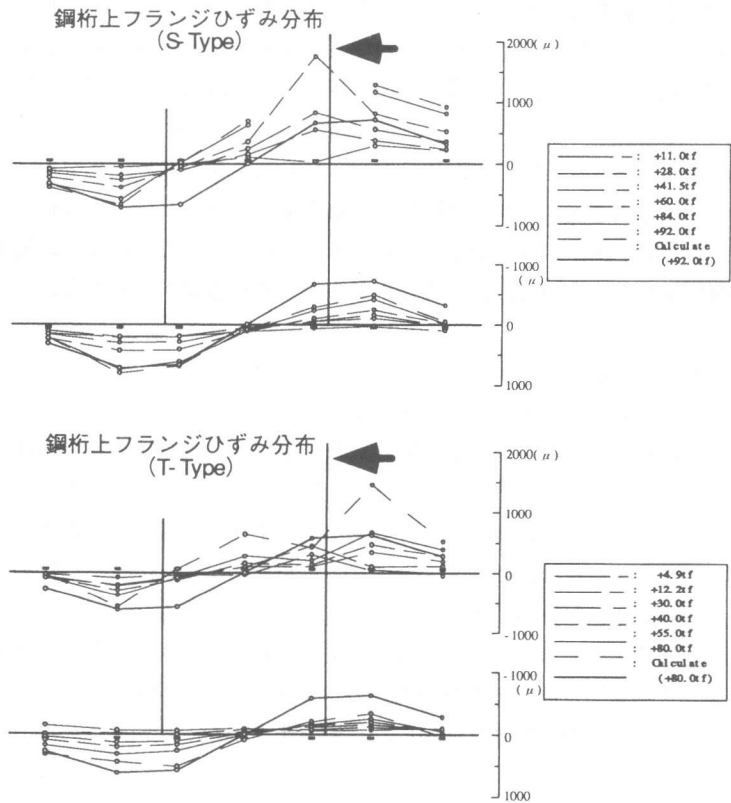 鋼桁上フランジひずみ分布
(S-Type)
2000(μ)
1000
0
-1000
-1000
(μ)
0
1000
: +11.0tf
: +28.0tf
: +41.5tf
: +60.0tf
: +84.0tf
: +92.0tf
: Calculate
(+92.0tf)
鋼桁上フランジひずみ分布
(T-Type)
2000(μ)
1000
0
-1000
-1000
(μ)
0
1000
: +4.9tf
: +12.2tf
: +30.0tf
: +40.0tf
: +55.0tf
: +80.0tf
: Calculate
(+80.0tf)